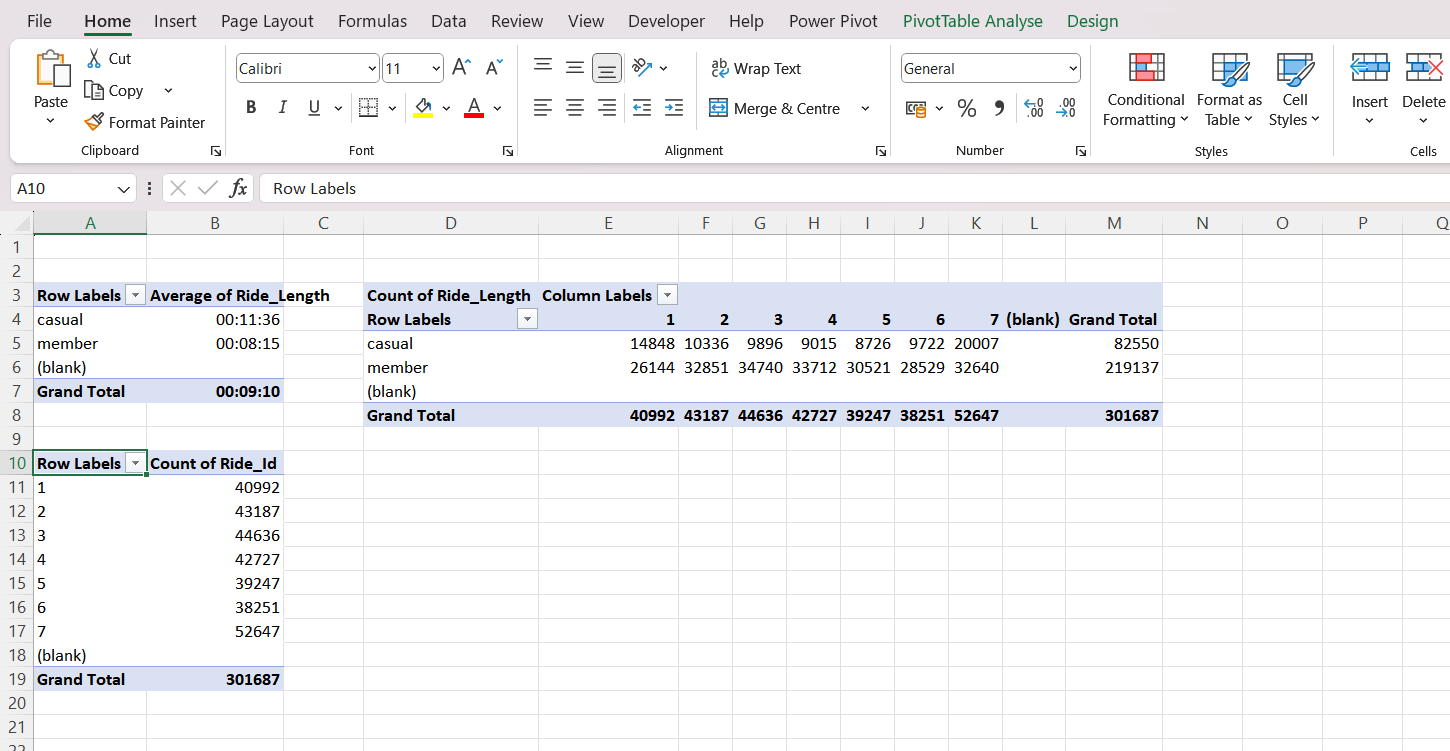 File Home Insert Page Layout Formulas Data Review View Developer Help Power Pivot PivotTable Analyse Design
Paste
Cut
Copy
Format Painter
Clipboard
Calibri 11
B I U A
Font
Wrap Text
Merge & Centre
Alignment
General
% 9 .00
Number
Conditional Formatting
Format as Table
Cell Styles
Styles
Insert Delete
Cells
A10 fx Row Labels
A B C D E F G H I J K L M N O P Q
1
2
3 Row Labels Average of Ride_Length Count of Ride_Length Column Labels
4 casual 00:11:36 Row Labels 1 2 3 4 5 6 7 (blank) Grand Total
5 member 00:08:15 casual 14848 10336 9896 9015 8726 9722 20007 82550
6 (blank) member 26144 32851 34740 33712 30521 28529 32640 219137
7 Grand Total 00:09:10 (blank)
8 Grand Total 40992 43187 44636 42727 39247 38251 52647 301687
9
10 Row Labels Count of Ride_Id
11 1 40992
12 2 43187
13 3 44636
14 4 42727
15 5 39247
16 6 38251
17 7 52647
18 (blank)
19 Grand Total 301687
20
21
22